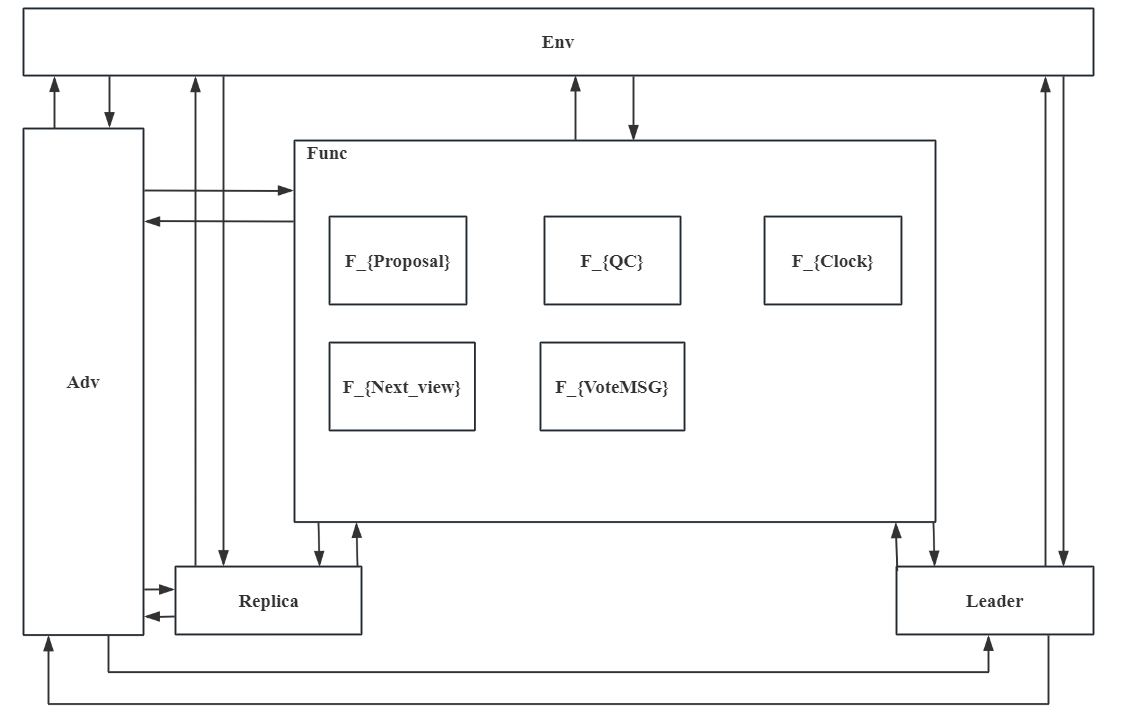 Env
Func
F_{Proposal}
F_{QC}
F_{Clock}
Adv
F_{Next_view}
F_{VoteMSG}
Replica
Leader